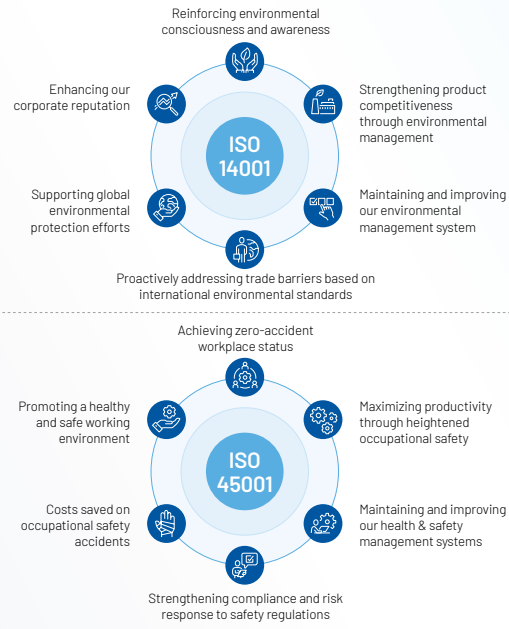 Reinforcing environmental
consciousness and awareness
Enhancing our
corporate reputation
Strengthening product
competitiveness
through environmental
management
ISO
14001
Supporting global
environmental
protection efforts
Maintaining and improving
our environmental
management system
Proactively addressing trade barriers based on
international environmental standards
Achieving zero-accident
workplace status
Promoting a healthy
and safe working
environment
Maximizing productivity
through heightened
occupational safety
ISO
45001
Costs saved on
occupational safety
accidents
Maintaining and improving
our health & safety
management systems
Strengthening compliance and risk
response to safety regulations